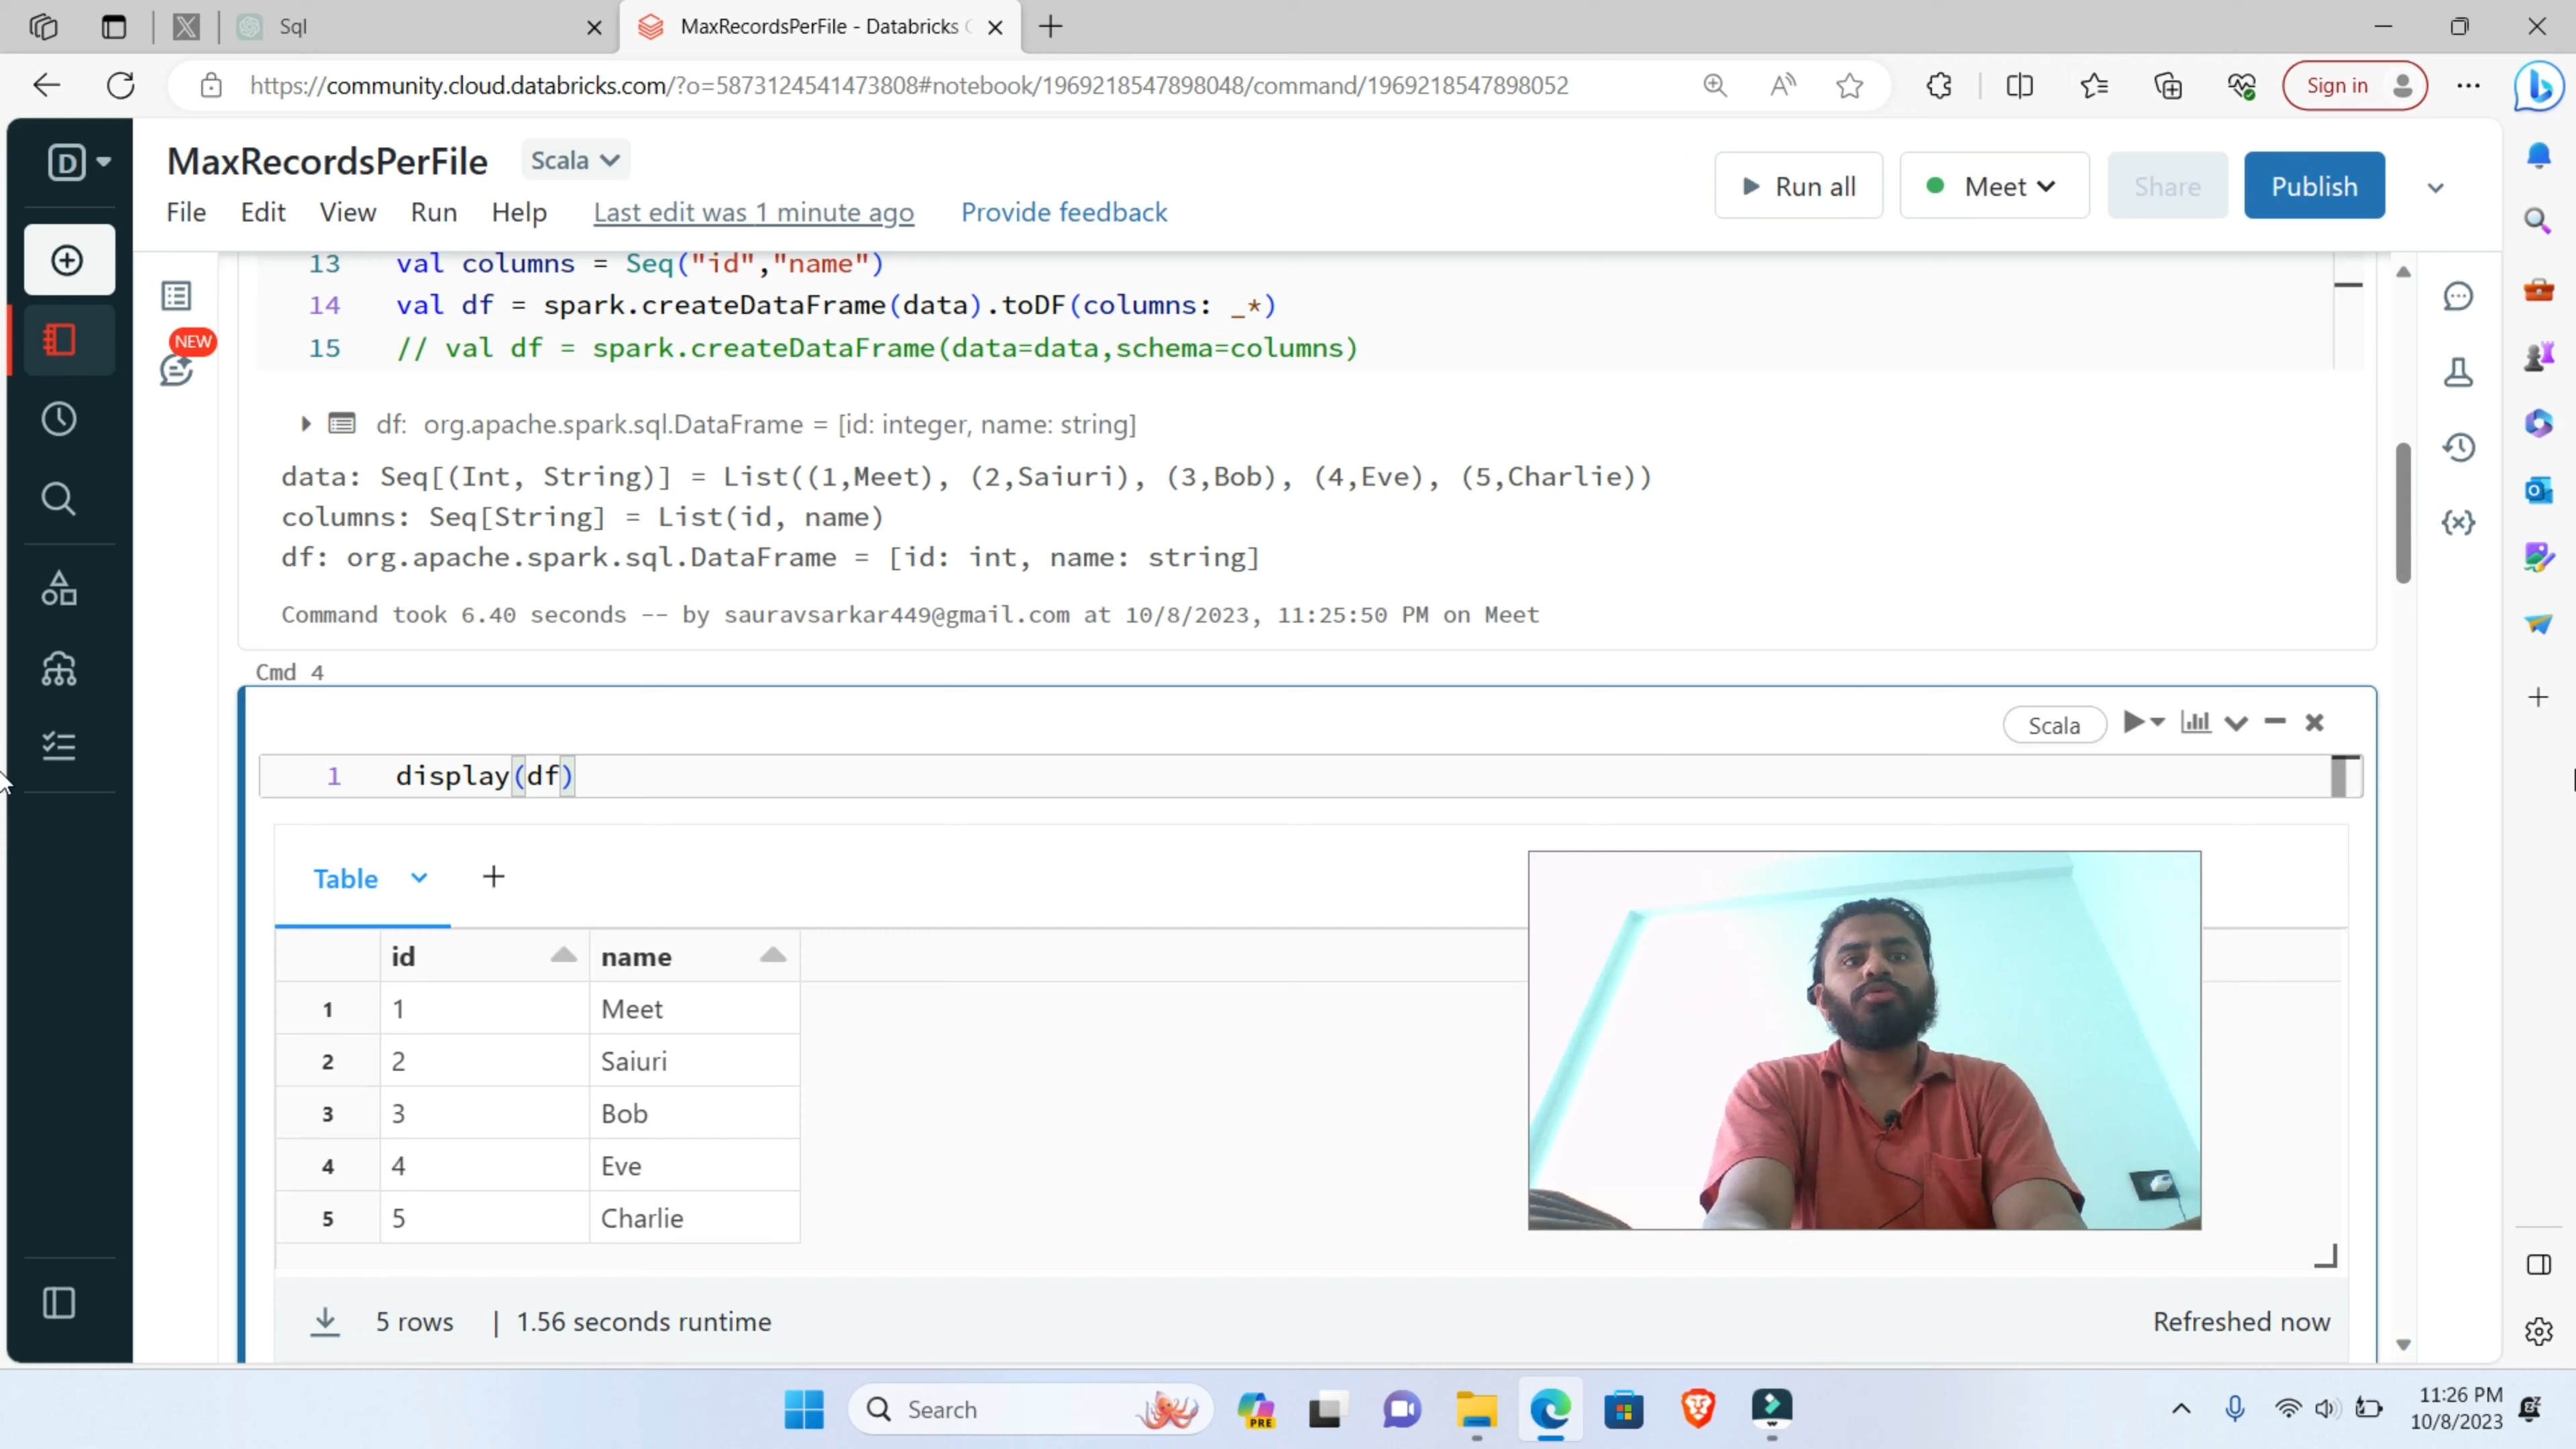 Sql
MaxRecordsPerFile - Databricks C
https://community.cloud.databricks.com/?o=5873124541473808#notebook/1969218547898048/command/1969218547898052
Sign in
D
MaxRecordsPerFile
Scala
Run all
Meet
Share
Publish
File Edit View Run Help Last edit was 1 minute ago Provide feedback
NEW
13 val columns = Seq("id","name")
14 val df = spark.createDataFrame(data).toDF(columns: _*)
15 // val df = spark.createDataFrame(data=data,schema=columns)
df: org.apache.spark.sql.DataFrame = [id: integer, name: string]
data: Seq[(Int, String)] = List((1,Meet), (2,Saiuri), (3,Bob), (4,Eve), (5,Charlie))
columns: Seq[String] = List(id, name)
df: org.apache.spark.sql.DataFrame = [id: int, name: string]
Command took 6.40 seconds -- by sauravsarkar449@gmail.com at 10/8/2023, 11:25:50 PM on Meet
Cmd 4
Scala
1 display(df)
Table
id name
1 1 Meet
2 2 Saiuri
3 3 Bob
4 4 Eve
5 5 Charlie
5 rows | 1.56 seconds runtime
Refreshed now
Search
PRE
11:26 PM
10/8/2023